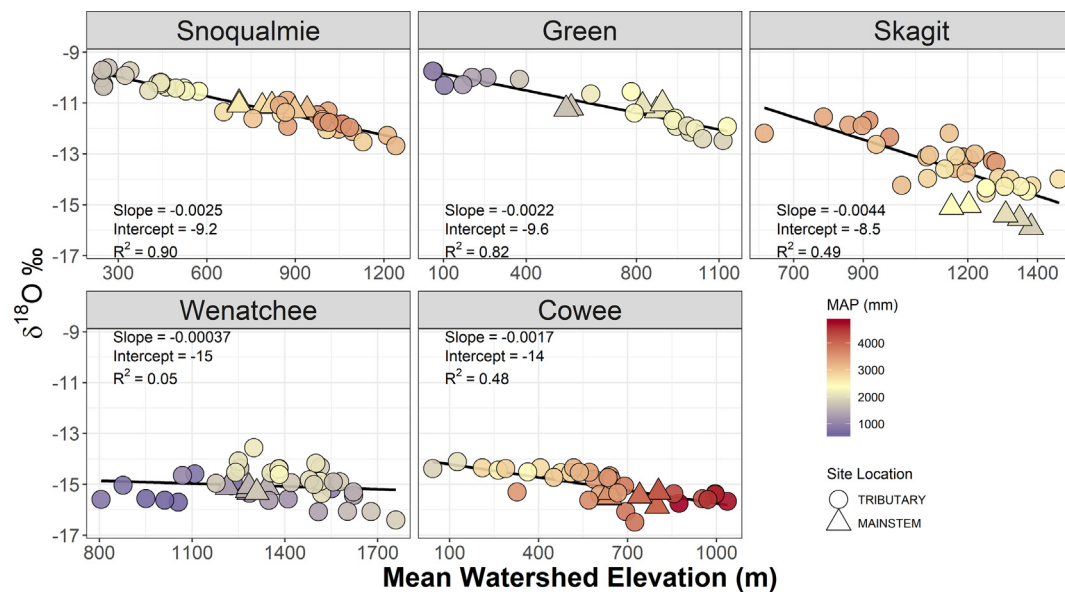 Snoqualmie
Green
Skagit
-9
-11
-13
-15
-17
Slope = -0.0025
Intercept = -9.2
R² = 0.90
Slope = -0.0022
Intercept = -9.6
R² = 0.82
Slope = -0.0044
Intercept = -8.5
R² = 0.49
300 600 900 1200
100 400 800 1100
700 900 1200 1400
δ¹⁸O ‰
Wenatchee
Cowee
-9
-11
-13
-15
-17
Slope = -0.00037
Intercept = -15
R² = 0.05
Slope = -0.0017
Intercept = -14
R² = 0.48
800 1100 1400 1700
100 400 700 1000
Mean Watershed Elevation (m)
MAP (mm)
4000
3000
2000
1000
Site Location
TRIBUTARY
MAINSTEM